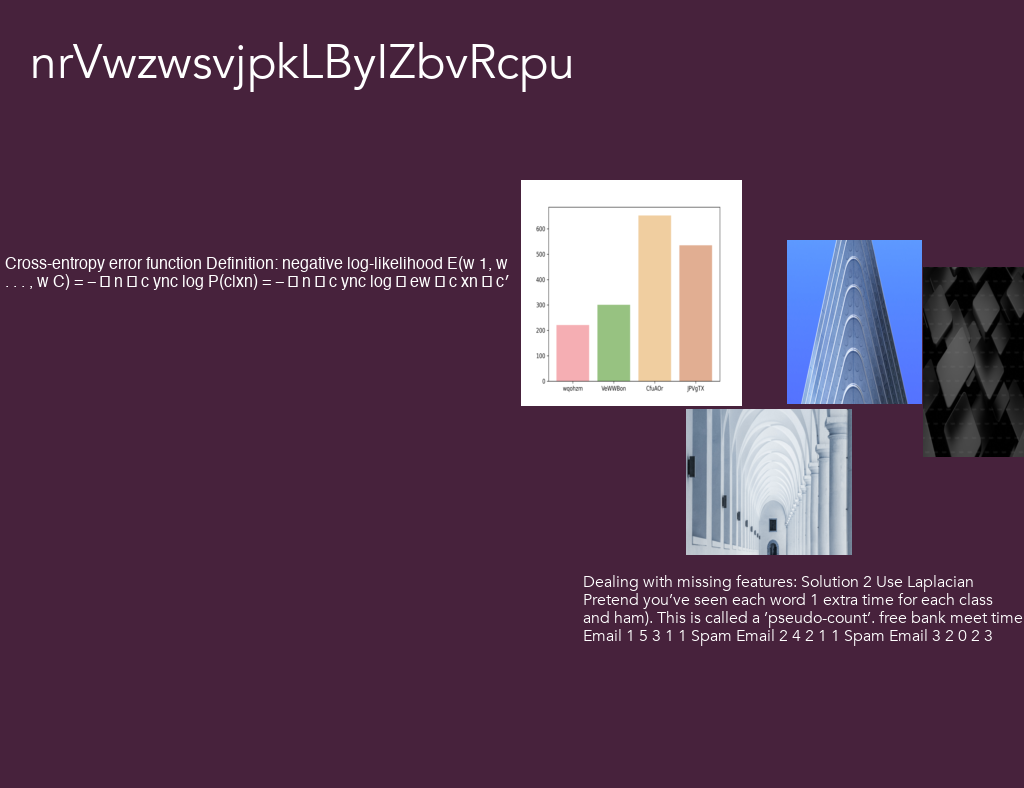 nrVwzwsvjpkLByIZbvRcpu
Cross-entropy error function Definition: negative log-likelihood E(w 1, w
. . . , w C) = – □ n □ c ync log P(c|xn) = – □ n □ c ync log □ ew □ c xn □ c′
600
500
400
300
200
100
0
wqohzm VeWWBon CfuAOr JPVgTX
Dealing with missing features: Solution 2 Use Laplacian
Pretend you’ve seen each word 1 extra time for each class
and ham). This is called a ‘pseudo-count’. free bank meet time
Email 1 5 3 1 1 Spam Email 2 4 2 1 1 Spam Email 3 2 0 2 3